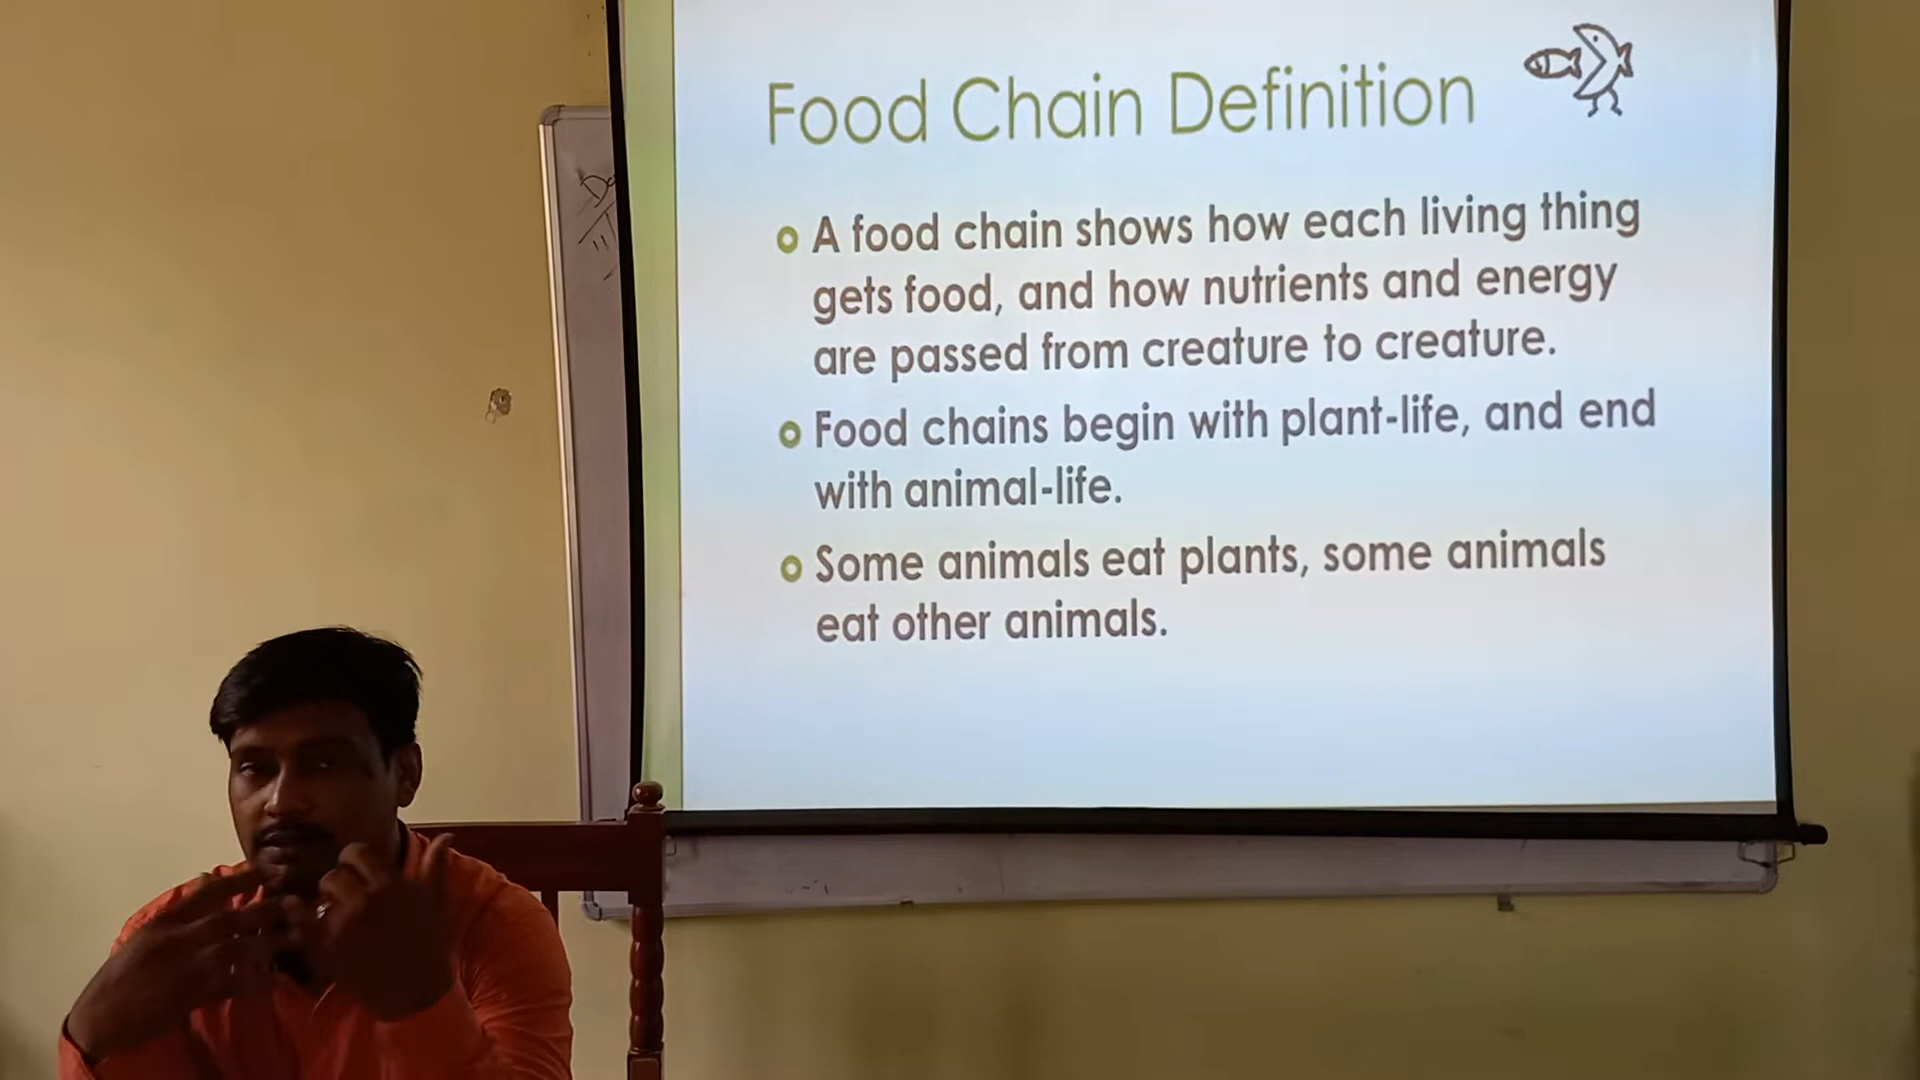 Food Chain Definition
A food chain shows how each living thing
gets food, and how nutrients and energy
are passed from creature to creature.
Food chains begin with plant-life, and end
with animal-life.
Some animals eat plants, some animals
eat other animals.